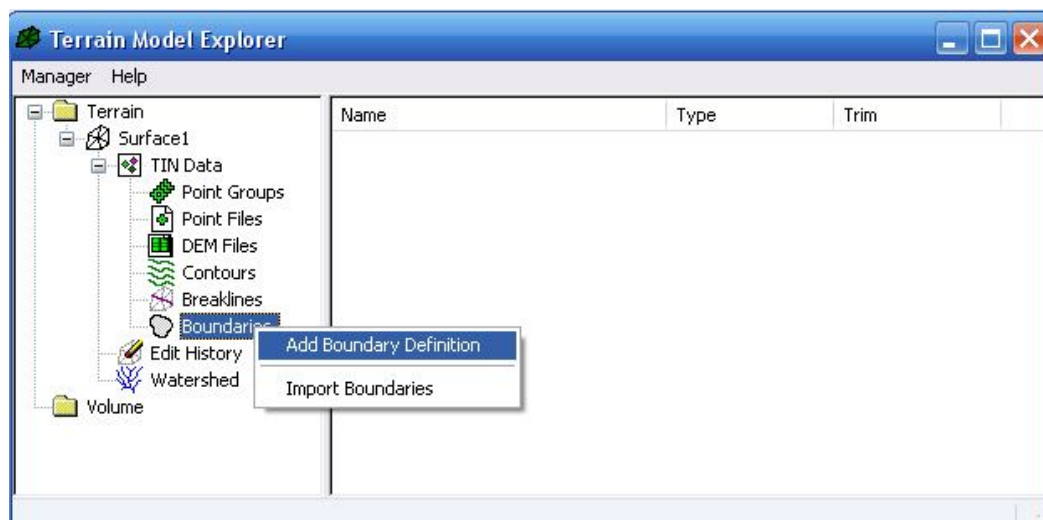 Terrain Model Explorer
Manager Help
Name Type Trim
Terrain
Surface1
TIN Data
Point Groups
Point Files
DEM Files
Contours
Breaklines
Boundaries
Add Boundary Definition
Import Boundaries
Edit History
Watershed
Volume